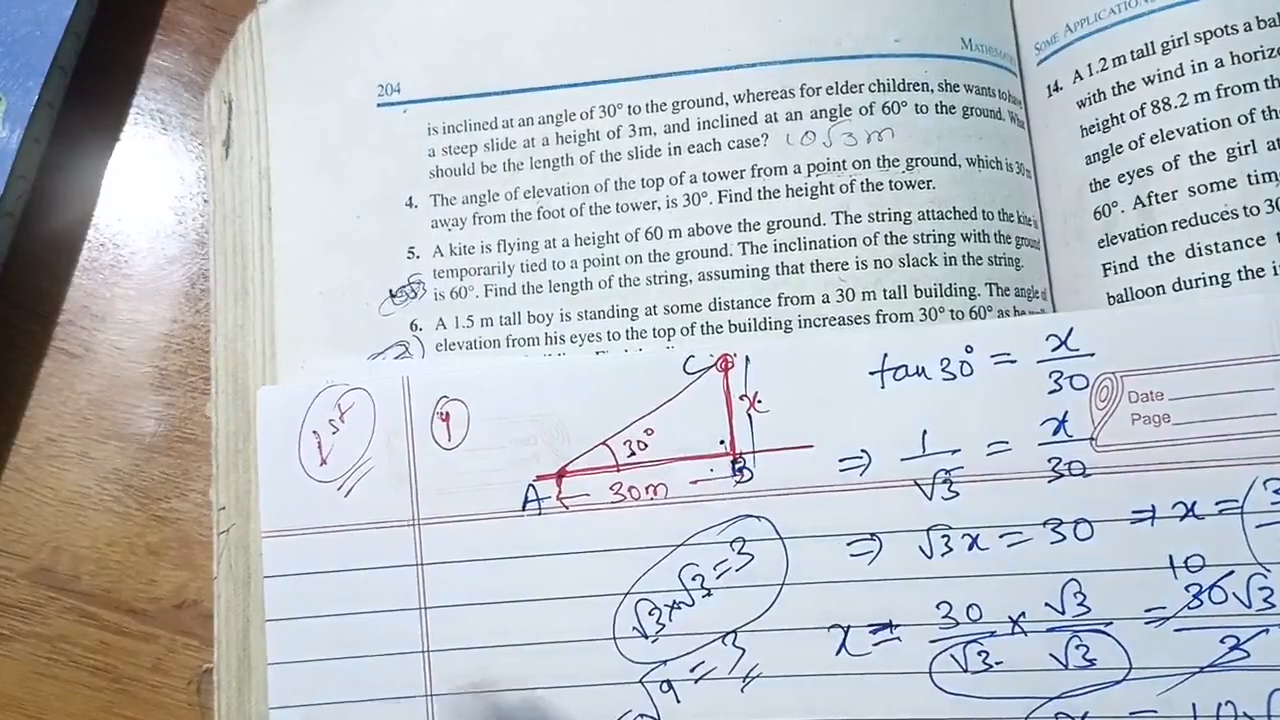 204
MATHEMA
is inclined at an angle of 30° to the ground, whereas for elder children, she wants to have
a steep slide at a height of 3m, and inclined at an angle of 60° to the ground. What
should be the length of the slide in each case? 10√3 m
4. The angle of elevation of the top of a tower from a point on the ground, which is 30 m
away from the foot of the tower, is 30°. Find the height of the tower.
5. A kite is flying at a height of 60 m above the ground. The string attached to the kite is
temporarily tied to a point on the ground. The inclination of the string with the ground
is 60°. Find the length of the string, assuming that there is no slack in the string.
6. A 1.5 m tall boy is standing at some distance from a 30 m tall building. The angle of
elevation from his eyes to the top of the building increases from 30° to 60° as he
SOME APPLICATION
14. A 1.2 m tall girl spots a bal
with the wind in a horizo
height of 88.2 m from th
angle of elevation of th
the eyes of the girl at
60°. After some tim
elevation reduces to 30
Find the distance t
balloon during the i
Date
Page
C
x
30°
A
30m
B
tan 30° = x/30
⇒ 1/√3 = x/30
⇒ √3x = 30 ⇒ x =
x = 30/√3 × √3/√3 = 30√3/3
10
√3×√3=3
√9 = 3